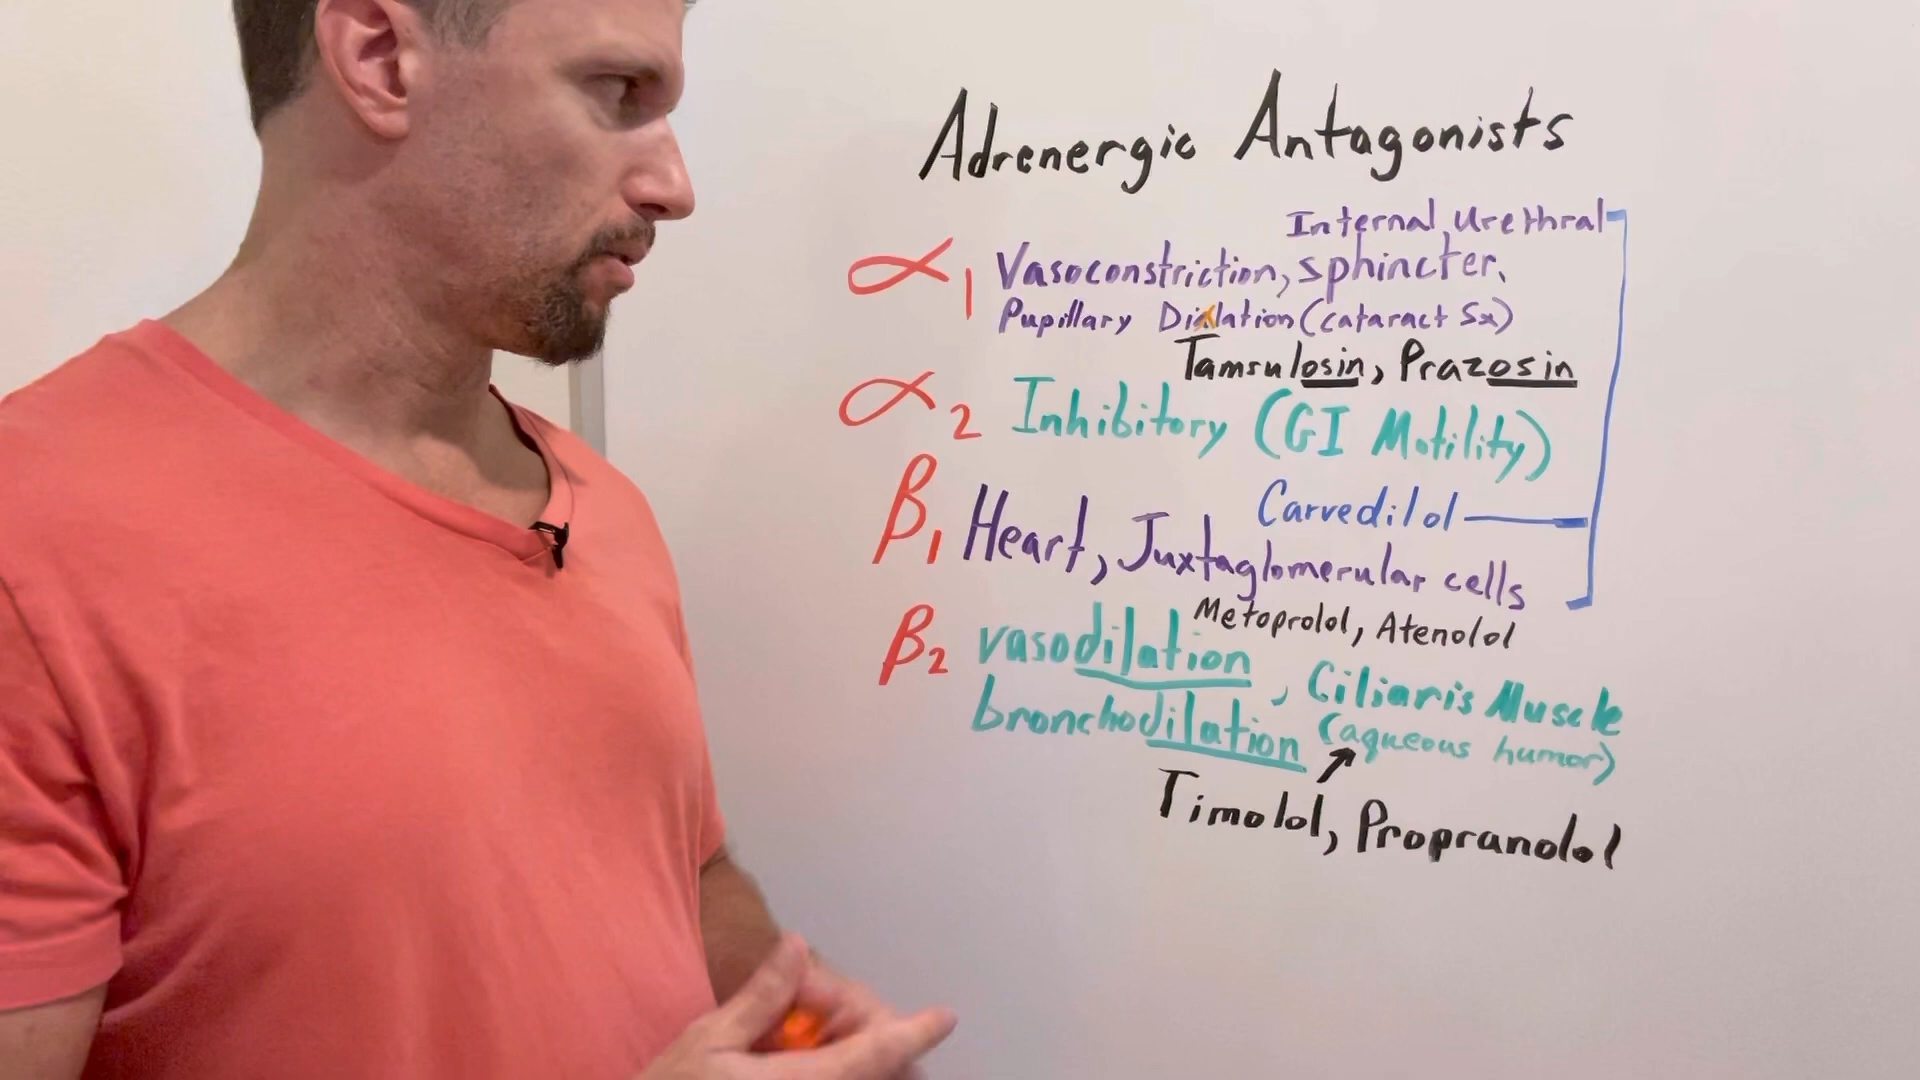 Adrenergic Antagonists
Internal Urethral
α1 Vasoconstriction, sphincter,
Pupillary Dilation (cataract Sx)
Tamsulosin, Prazosin
α2 Inhibitory (GI Motility)
Carvedilol
β1 Heart, Juxtaglomerular cells
Metoprolol, Atenolol
β2 vasodilation, Ciliaris Muscle
bronchodilation (aqueous humor)
Timolol, Propranolol